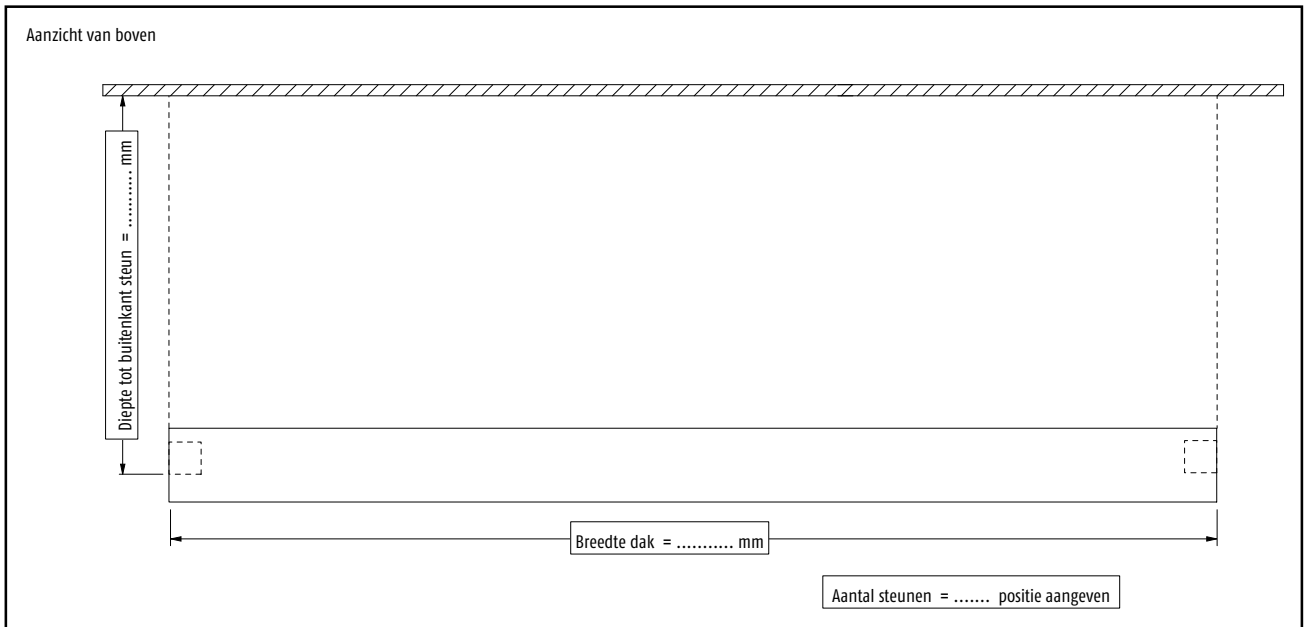 Aanzicht van boven
Diepte tot buitenkant steun = ........... mm
Breedte dak = ........... mm
Aantal steunen = ....... positie aangeven